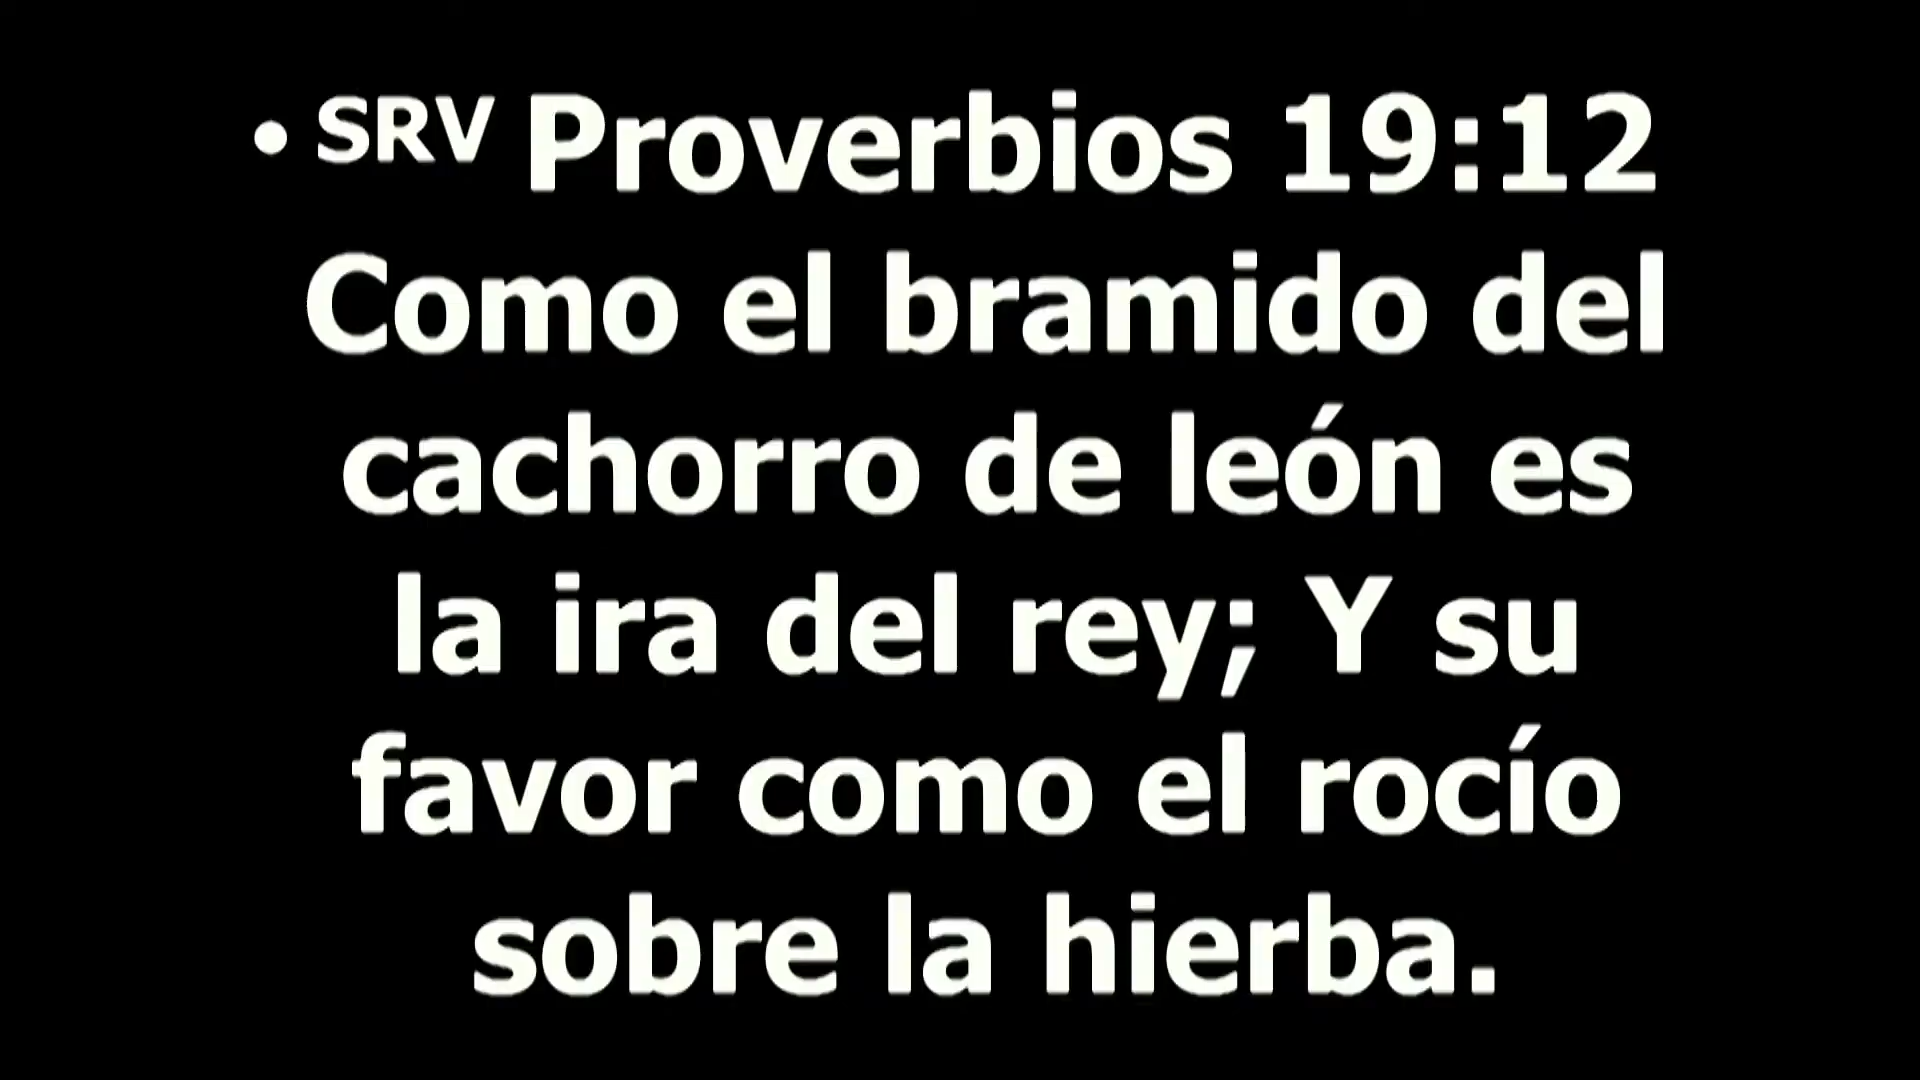 • SRV Proverbios 19:12
Como el bramido del
cachorro de león es
la ira del rey; Y su
favor como el rocío
sobre la hierba.